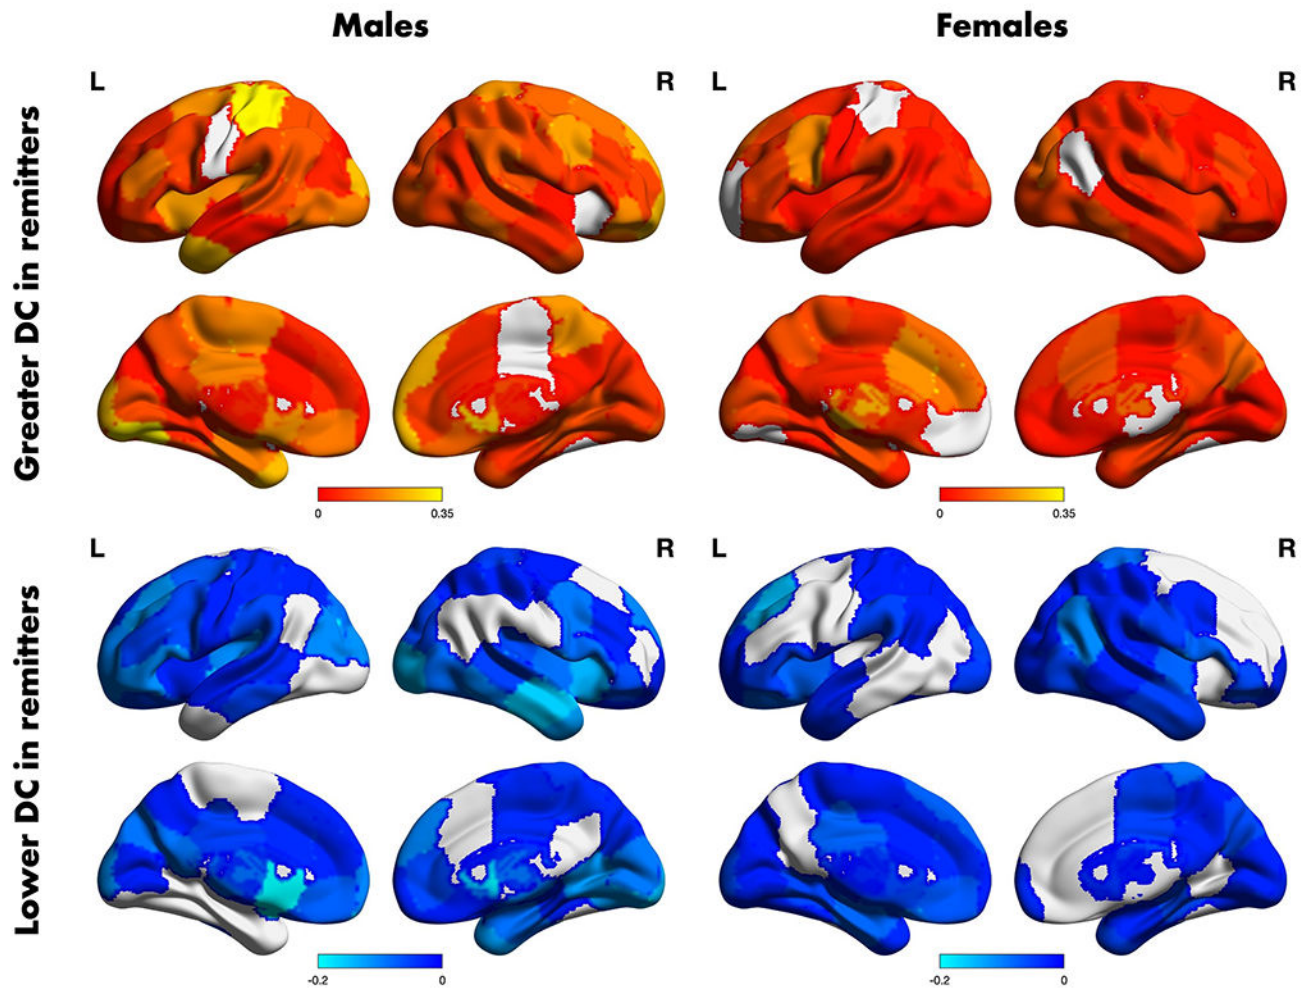 Males
Females
L
R
L
R
Greater DC in remitters
0
0.35
0
0.35
L
R
L
R
Lower DC in remitters
-0.2
0
-0.2
0